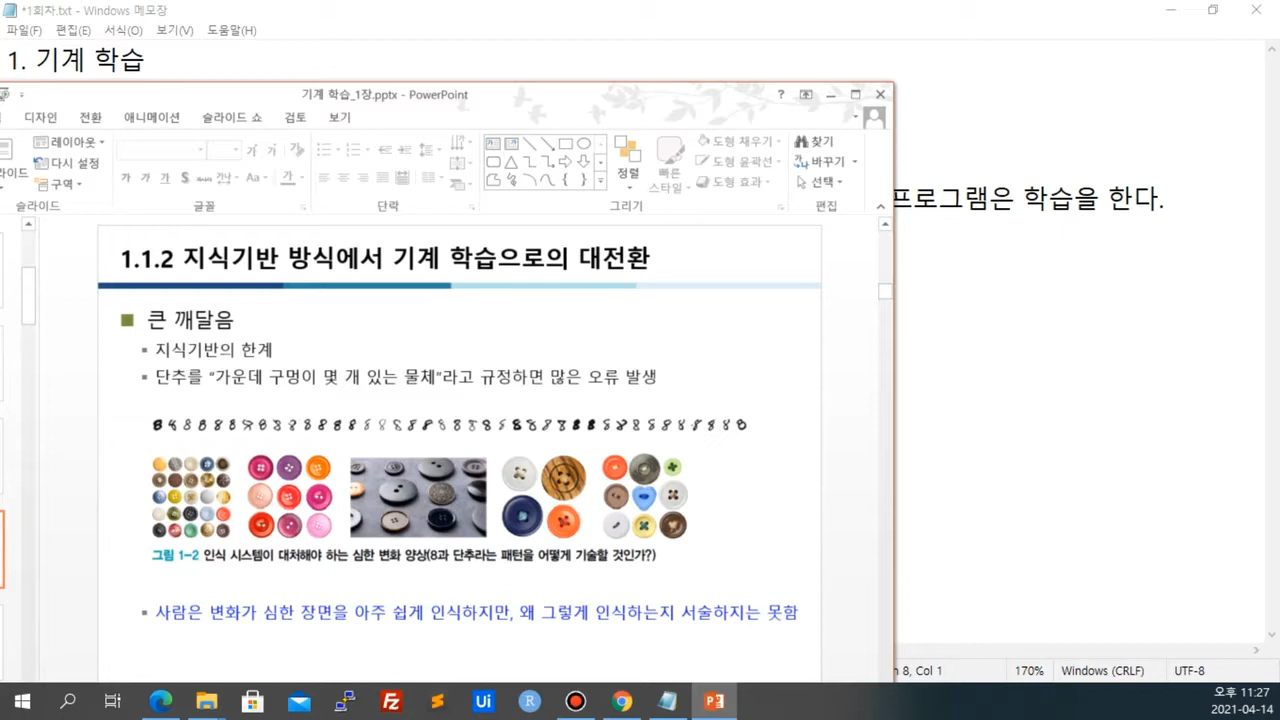 *1회차.txt - Windows 메모장
파일(F) 편집(E) 서식(O) 보기(V) 도움말(H)
1. 기계 학습
프로그램은 학습을 한다.
기계 학습_1장.pptx - PowerPoint
디자인 전환 애니메이션 슬라이드 쇼 검토 보기
레이아웃
다시 설정
구역
슬라이드
글꼴
단락
정렬
빠른
스타일
도형 채우기
도형 윤곽선
도형 효과
그리기
찾기
바꾸기
선택
편집
1.1.2 지식기반 방식에서 기계 학습으로의 대전환
큰 깨달음
지식기반의 한계
단추를 “가운데 구멍이 몇 개 있는 물체”라고 규정하면 많은 오류 발생
그림 1-2 인식 시스템이 대처해야 하는 심한 변화 양상(8과 단추라는 패턴을 어떻게 기술할 것인가?)
사람은 변화가 심한 장면을 아주 쉽게 인식하지만, 왜 그렇게 인식하는지 서술하지는 못함
n 8, Col 1 170% Windows (CRLF) UTF-8
오후 11:27
2021-04-14